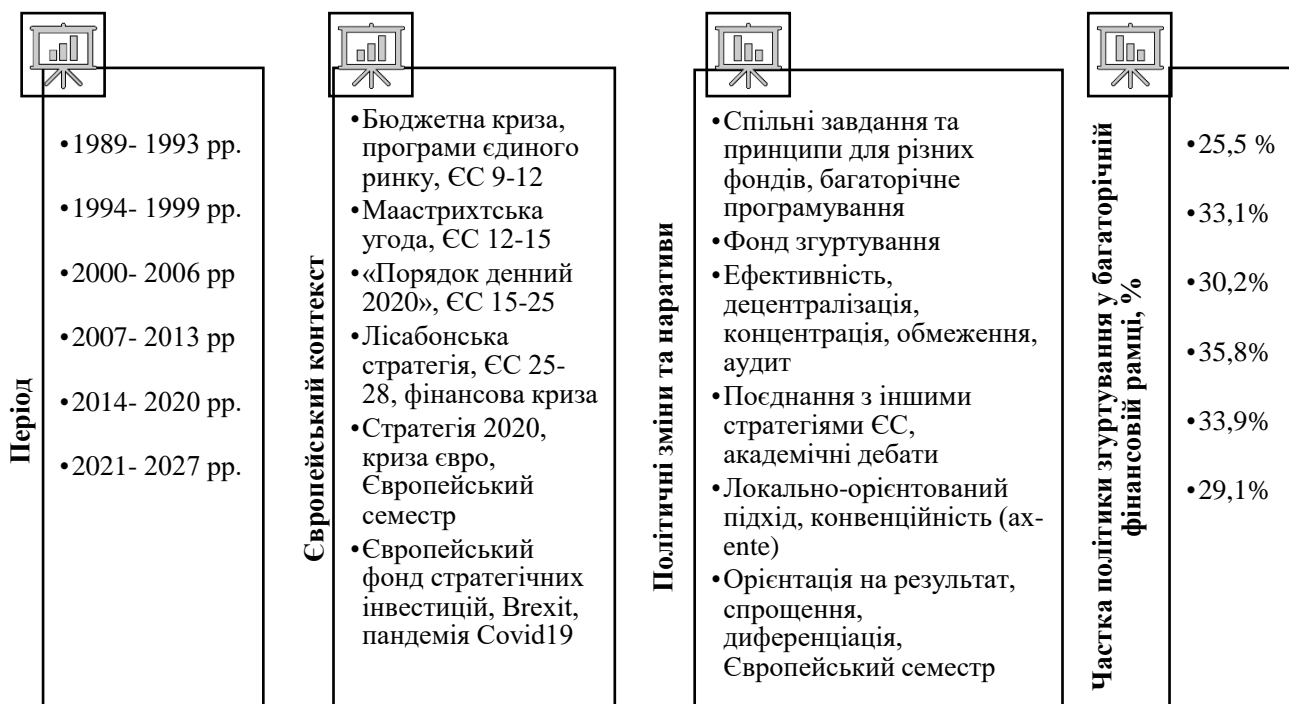 Період
•1989- 1993 рр.
•1994- 1999 рр.
•2000- 2006 рр
•2007- 2013 рр
•2014- 2020 рр.
•2021- 2027 рр.
Європейський контекст
•Бюджетна криза,
програми єдиного
ринку, ЄС 9-12
•Маастрихтська
угода, ЄС 12-15
•«Порядок денний
2020», ЄС 15-25
•Лісабонська
стратегія, ЄС 25-
28, фінансова криза
•Стратегія 2020,
криза євро,
Європейський
семестр
•Європейський
фонд стратегічних
інвестицій, Brexit,
пандемія Covid19
Політичні зміни та наративи
•Спільні завдання та
принципи для різних
фондів, багаторічне
програмування
•Фонд згуртування
•Ефективність,
децентралізація,
концентрація, обмеження,
аудит
•Поєднання з іншими
стратегіями ЄС,
академічні дебати
•Локально-орієнтований
підхід, конвенційність (ax-
ente)
•Орієнтація на результат,
спрощення,
диференціація,
Європейський семестр
Частка політики згуртування у багаторічній
фінансовій рамці, %
•25,5 %
•33,1%
•30,2%
•35,8%
•33,9%
•29,1%